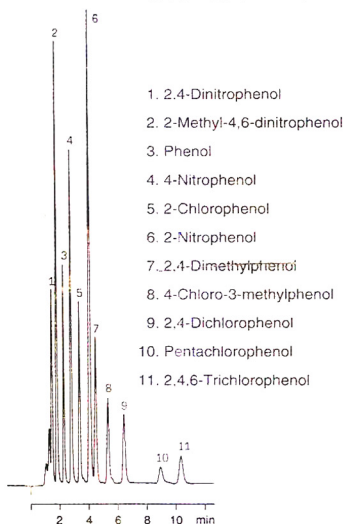 6
2
4
3
1
5
7
8
9
10
11
1. 2,4-Dinitrophenol
2. 2-Methyl-4,6-dinitrophenol
3. Phenol
4. 4-Nitrophenol
5. 2-Chlorophenol
6. 2-Nitrophenol
7. 2,4-Dimethylphenol
8. 4-Chloro-3-methylphenol
9. 2,4-Dichlorophenol
10. Pentachlorophenol
11. 2,4,6-Trichlorophenol
2 4 6 8 10 min